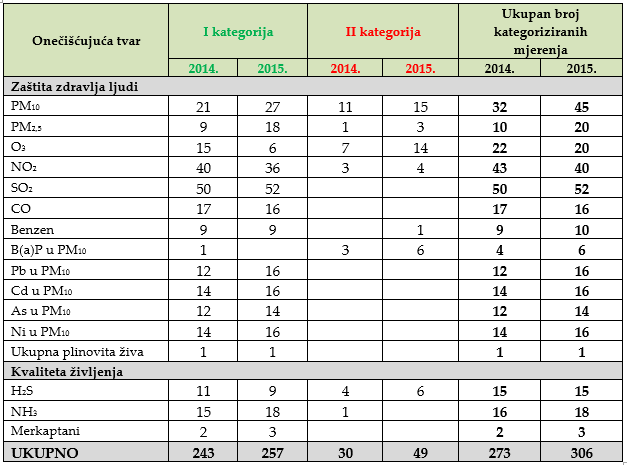 Onečišćujuća tvar I kategorija II kategorija Ukupan broj kategoriziranih mjerenja
2014. 2015. 2014. 2015. 2014. 2015.
Zaštita zdravlja ljudi
PM10 21 27 11 15 32 45
PM2,5 9 18 1 3 10 20
O3 15 6 7 14 22 20
NO2 40 36 3 4 43 40
SO2 50 52 50 52
CO 17 16 17 16
Benzen 9 9 1 9 10
B(a)P u PM10 1 3 6 4 6
Pb u PM10 12 16 12 16
Cd u PM10 14 16 14 16
As u PM10 12 14 12 14
Ni u PM10 14 16 14 16
Ukupna plinovita živa 1 1 1 1
Kvaliteta življenja
H2S 11 9 4 6 15 15
NH3 15 18 1 16 18
Merkaptani 2 3 2 3
UKUPNO 243 257 30 49 273 306